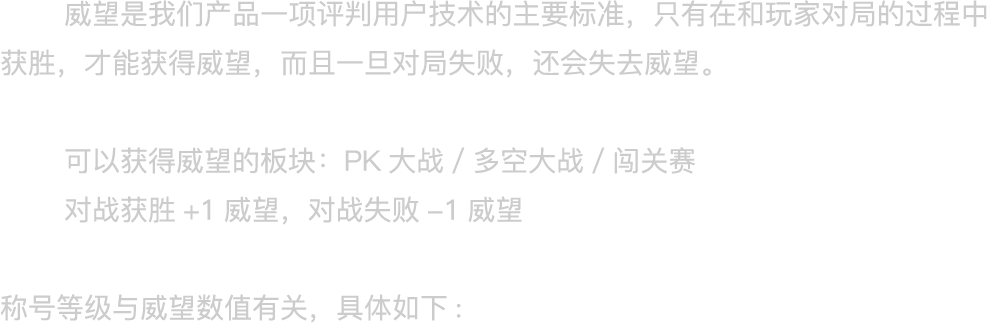 威望是我们产品一项评判用户技术的主要标准，只有在和玩家对局的过程中
获胜，才能获得威望，而且一旦对局失败，还会失去威望。
可以获得威望的板块：PK 大战 / 多空大战 / 闯关赛
对战获胜 +1 威望，对战失败 –1 威望
称号等级与威望数值有关，具体如下：